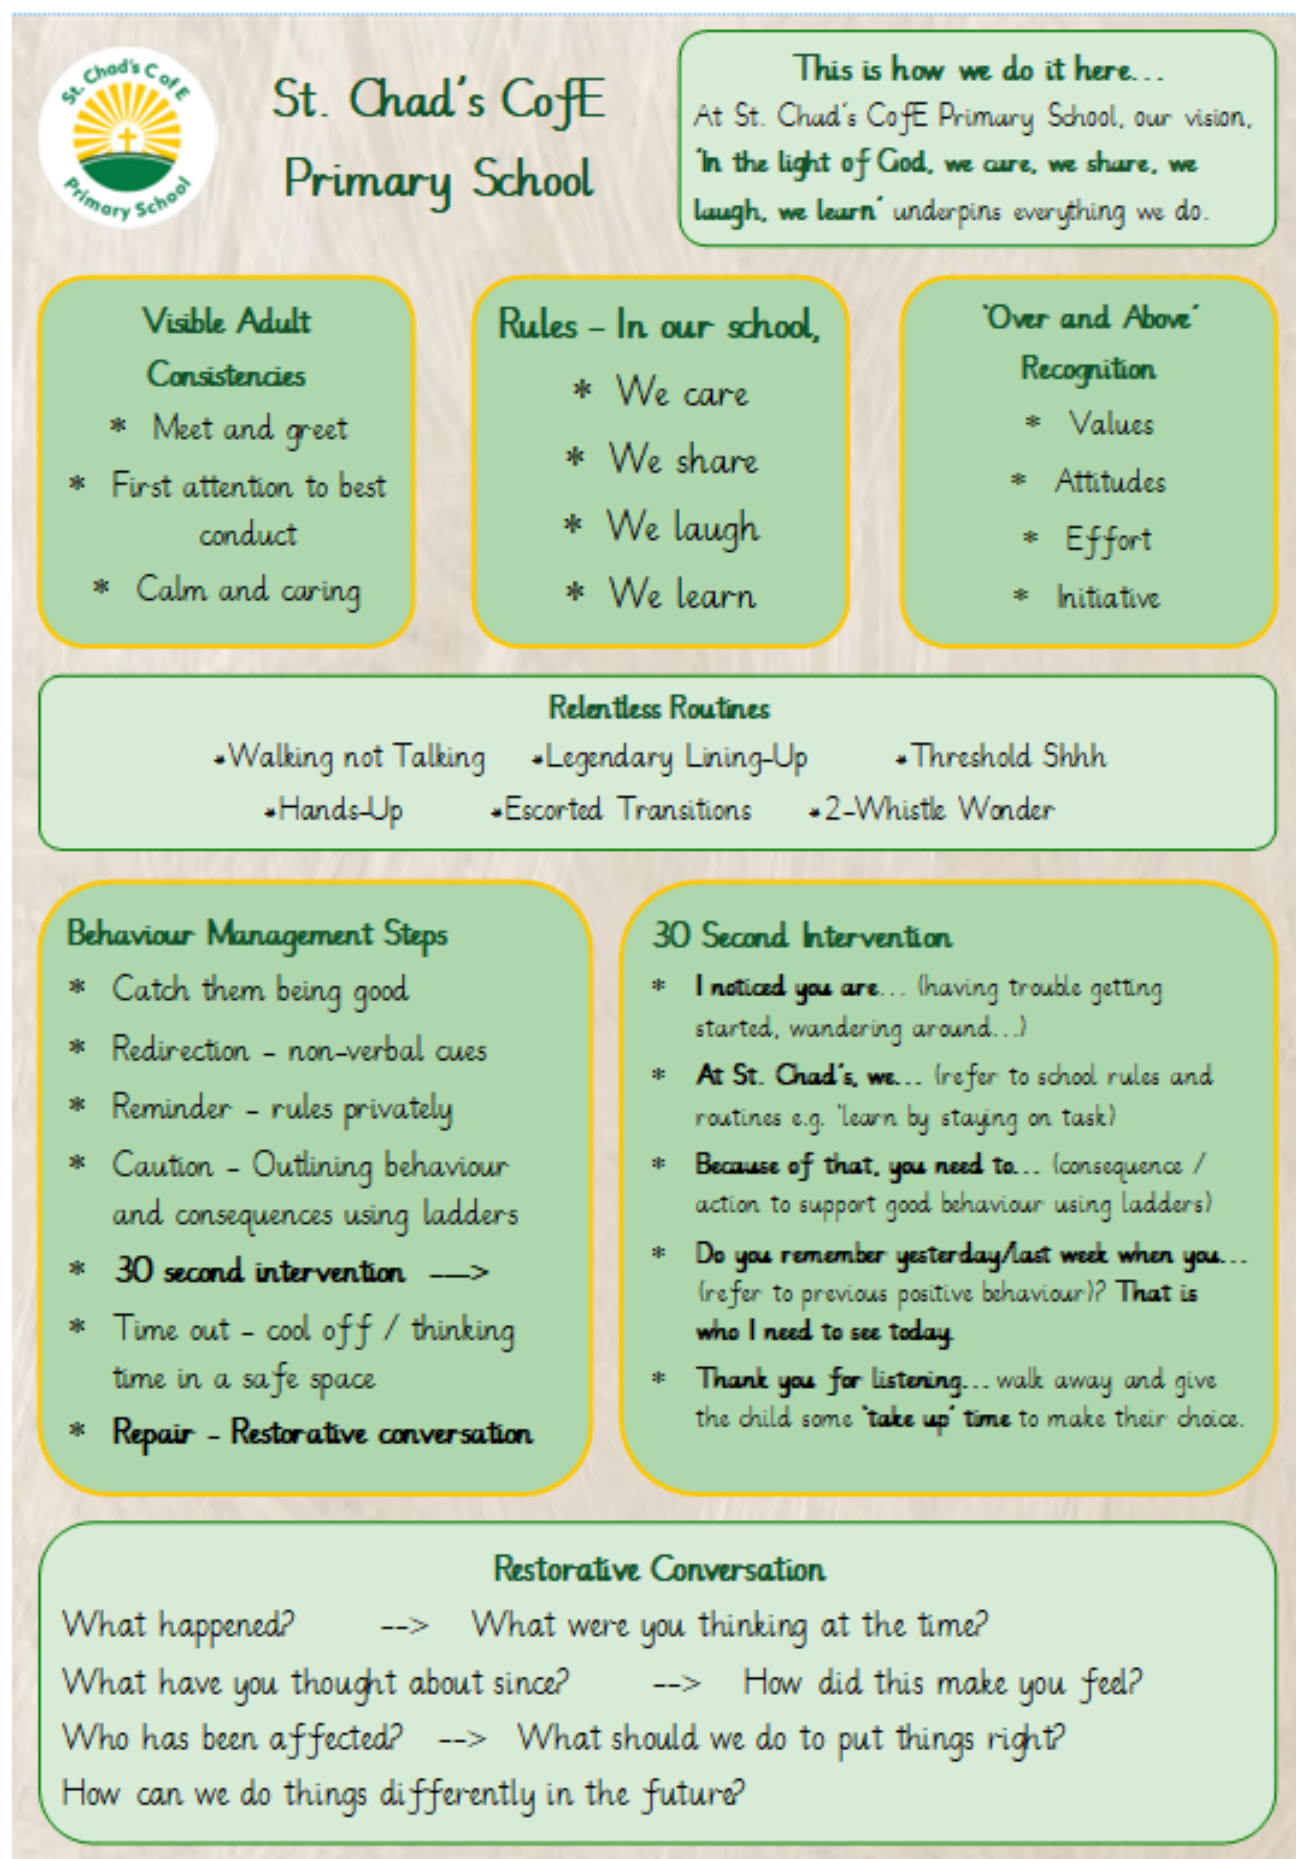 St. Chad's C of E
Primary School
St. Chad's CofE
Primary School
This is how we do it here...
At St. Chad's CofE Primary School, our vision,
'In the light of God, we care, we share, we
laugh, we learn' underpins everything we do.
Visible Adult
Consistencies
* Meet and greet
* First attention to best
conduct
* Calm and caring
Rules – In our school,
* We care
* We share
* We laugh
* We learn
'Over and Above'
Recognition
* Values
* Attitudes
* Effort
* Initiative
Relentless Routines
*Walking not Talking *Legendary Lining-Up *Threshold Shhh
*Hands-Up *Escorted Transitions *2-Whistle Wonder
Behaviour Management Steps
* Catch them being good
* Redirection – non-verbal cues
* Reminder – rules privately
* Caution – Outlining behaviour
and consequences using ladders
* 30 second intervention —->
* Time out – cool off / thinking
time in a safe space
* Repair – Restorative conversation
30 Second Intervention
* I noticed you are... (having trouble getting
started, wandering around...)
* At St. Chad's, we... (refer to school rules and
routines e.g. 'learn by staying on task)
* Because of that, you need to... (consequence /
action to support good behaviour using ladders)
* Do you remember yesterday/last week when you...
(refer to previous positive behaviour)? That is
who I need to see today.
* Thank you for listening... walk away and give
the child some 'take up' time to make their choice.
Restorative Conversation
What happened? --> What were you thinking at the time?
What have you thought about since? --> How did this make you feel?
Who has been affected? --> What should we do to put things right?
How can we do things differently in the future?